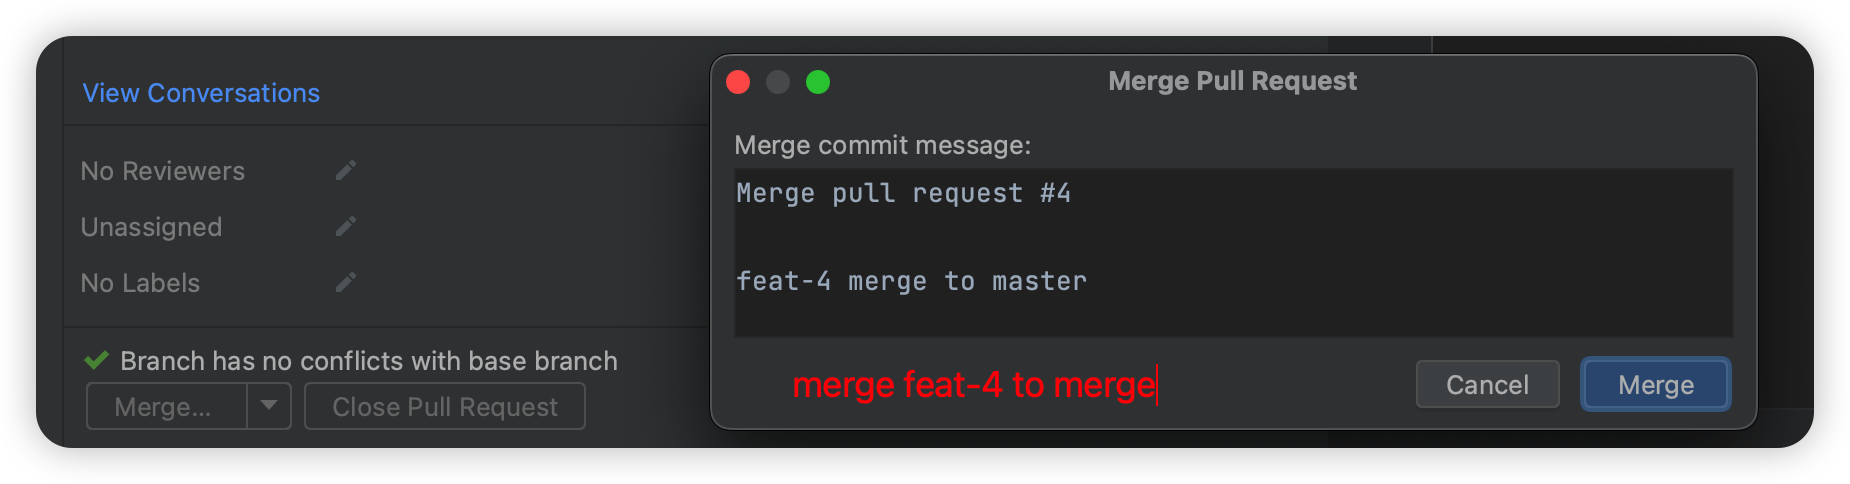 View Conversations
No Reviewers
Unassigned
No Labels
Branch has no conflicts with base branch
Merge...
Close Pull Request
Merge Pull Request
Merge commit message:
Merge pull request #4
feat-4 merge to master
merge feat-4 to merge
Cancel
Merge